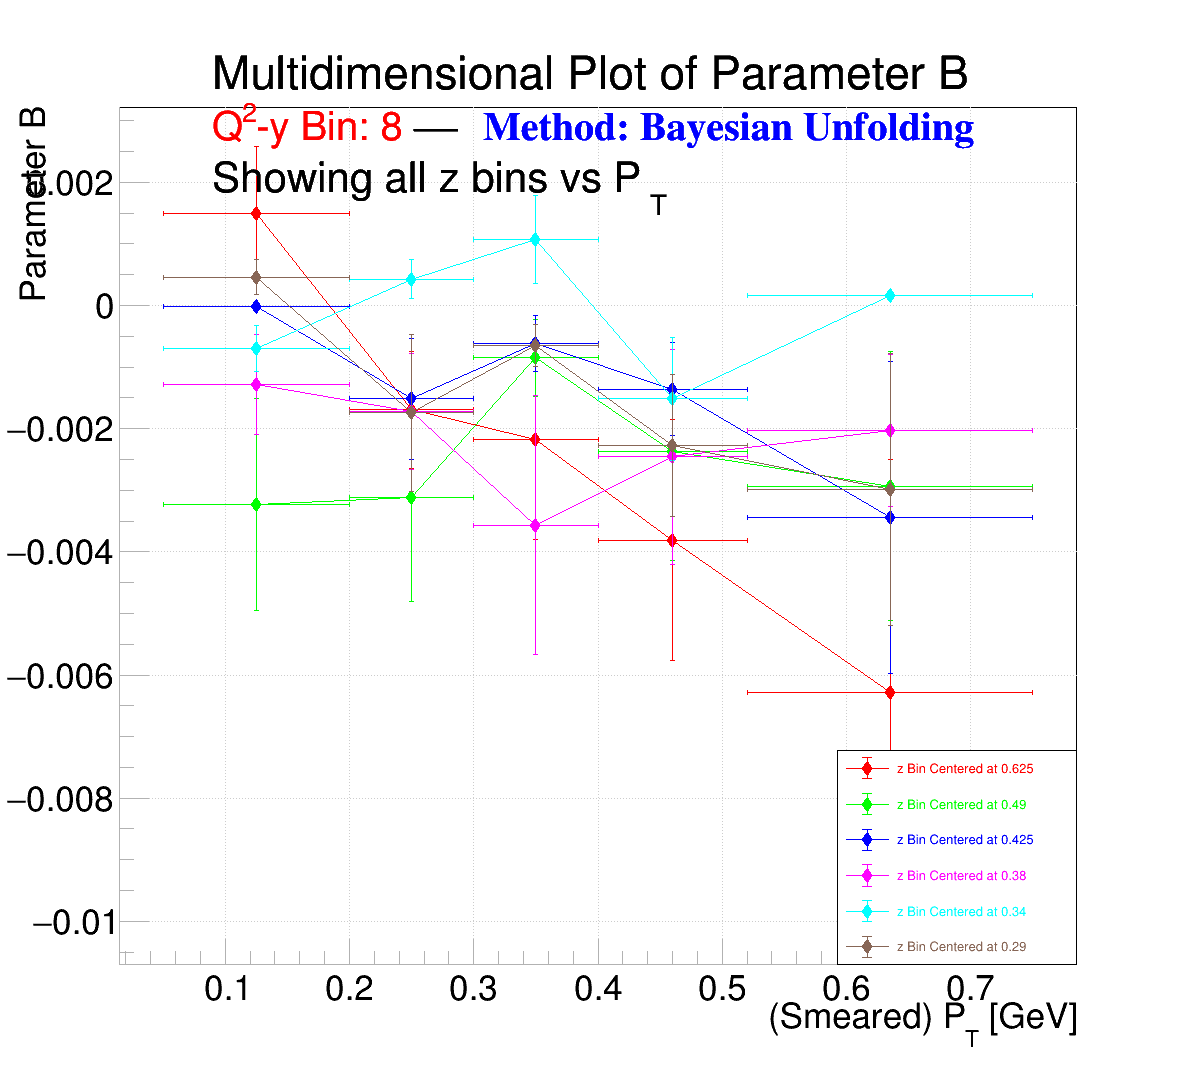 Multidimensional Plot of Parameter B
Q2-y Bin: 8 — Method: Bayesian Unfolding
Showing all z bins vs PT
Parameter B
0.002
0
−0.002
−0.004
−0.006
−0.008
−0.01
z Bin Centered at 0.625
z Bin Centered at 0.49
z Bin Centered at 0.425
z Bin Centered at 0.38
z Bin Centered at 0.34
z Bin Centered at 0.29
0.1 0.2 0.3 0.4 0.5 0.6 0.7
(Smeared) PT [GeV]